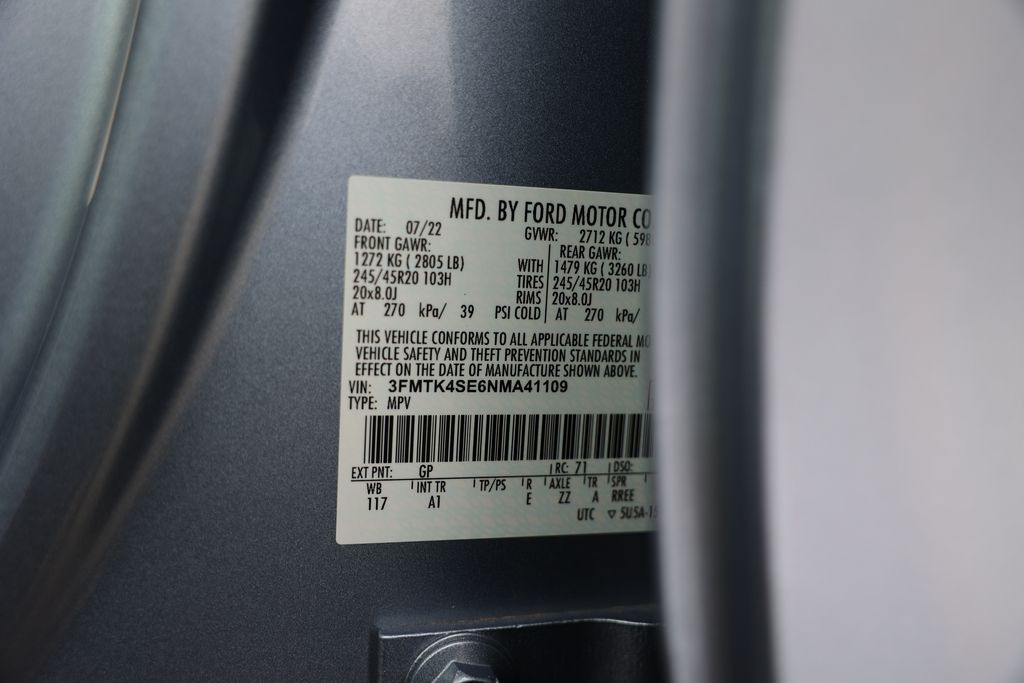 MFD. BY FORD MOTOR CO
DATE: 07/22 GVWR: 2712 KG ( 598
FRONT GAWR: REAR GAWR:
1272 KG ( 2805 LB) WITH 1479 KG ( 3260 LB
245/45R20 103H TIRES 245/45R20 103H
20x8.0J RIMS 20x8.0J
AT 270 kPa/ 39 PSI COLD AT 270 kPa/
THIS VEHICLE CONFORMS TO ALL APPLICABLE FEDERAL MO
VEHICLE SAFETY AND THEFT PREVENTION STANDARDS IN
EFFECT ON THE DATE OF MANUFACTURE SHOWN ABOVE.
VIN: 3FMTK4SE6NMA41109
TYPE: MPV
EXT PNT: GP RC: 71 DSO:
WB INT TR TP/PS R AXLE TR SPR
117 A1 E ZZ A RREE
UTC ▽ 5USA-1